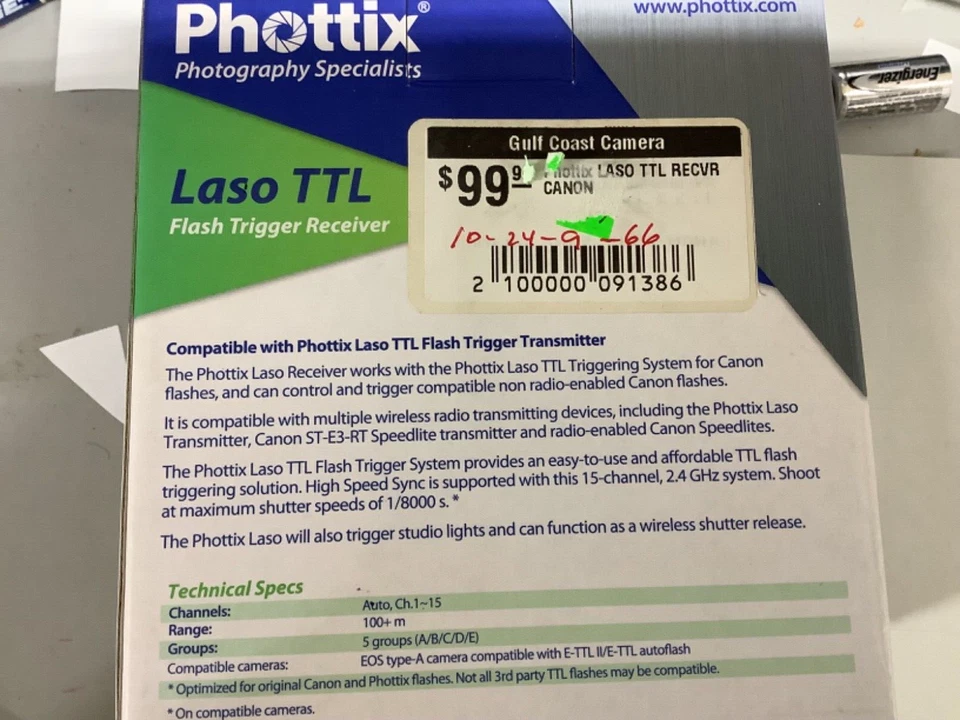 Phottix®
Photography Specialists
www.phottix.com
Energizer
Laso TTL
Flash Trigger Receiver
Gulf Coast Camera
$99 Phottix LASO TTL RECVR
CANON
10-24-9 -66
2 100000 091386
Compatible with Phottix Laso TTL Flash Trigger Transmitter
The Phottix Laso Receiver works with the Phottix Laso TTL Triggering System for Canon
flashes, and can control and trigger compatible non radio-enabled Canon flashes.
It is compatible with multiple wireless radio transmitting devices, including the Phottix Laso
Transmitter, Canon ST-E3-RT Speedlite transmitter and radio-enabled Canon Speedlites.
The Phottix Laso TTL Flash Trigger System provides an easy-to-use and affordable TTL flash
triggering solution. High Speed Sync is supported with this 15-channel, 2.4 GHz system. Shoot
at maximum shutter speeds of 1/8000 s. *
The Phottix Laso will also trigger studio lights and can function as a wireless shutter release.
Technical Specs
Channels: Auto, Ch.1~15
Range: 100+ m
Groups: 5 groups (A/B/C/D/E)
Compatible cameras: EOS type-A camera compatible with E-TTL II/E-TTL autoflash
* Optimized for original Canon and Phottix flashes. Not all 3rd party TTL flashes may be compatible.
* On compatible cameras.